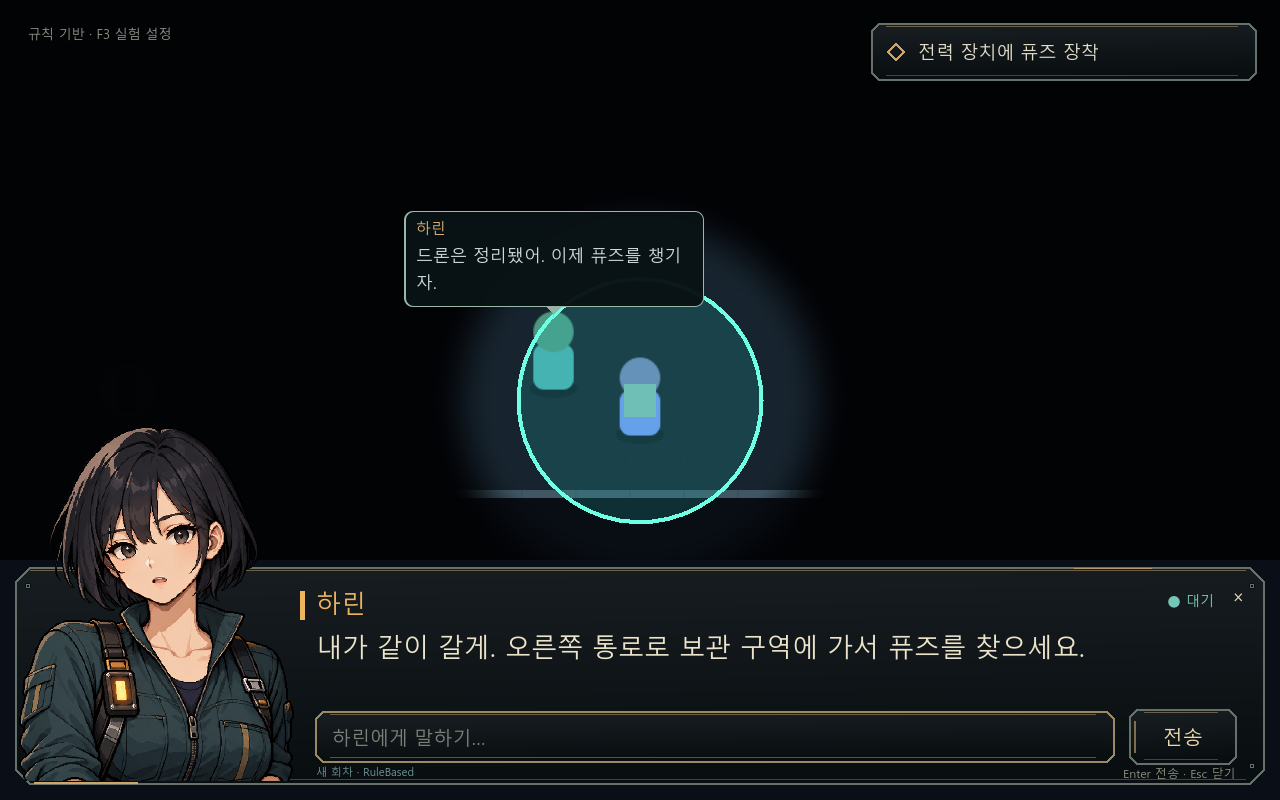 규칙 기반 · F3 실험 설정
전력 장치에 퓨즈 장착
하린
드론은 정리됐어. 이제 퓨즈를 챙기
자.
하린
대기 ×
내가 같이 갈게. 오른쪽 통로로 보관 구역에 가서 퓨즈를 찾으세요.
하린에게 말하기...
전송
새 회차 · RuleBased
Enter 전송 · Esc 닫기